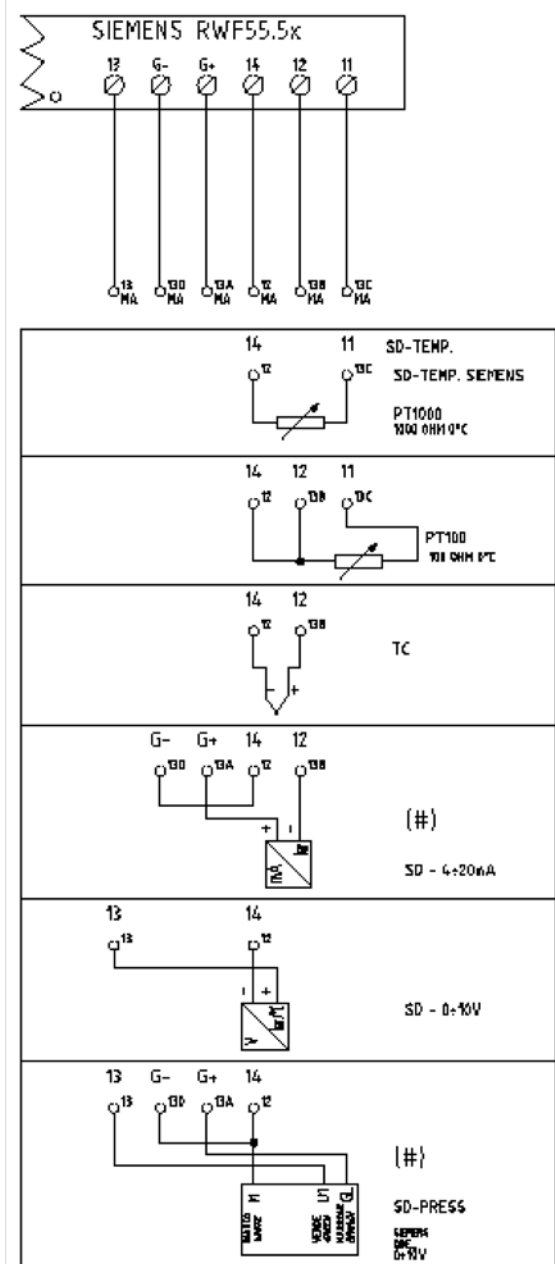 SIEMENS RWF55.5x
13 G- G+ 14 12 11
13 13D 13A 12 13B 13C
MA MA MA MA MA MA
14 11 SD-TEMP.
12 13C SD-TEMP. SIEMENS
PT1000
1000 OHM 0°C
14 12 11
12 13B 13C
PT100
100 OHM 0°C
14 12
12 13B
TC
- +
G- G+ 14 12
13D 13A 12 13B
(#)
+ -
mA
SD - 4÷20mA
13 14
13 12
- +
V
SD - 0÷10V
13 G- G+ 14
13 13D 13A 12
(#)
M U1 GL
SD-PRESS
SIEMENS
0÷10V